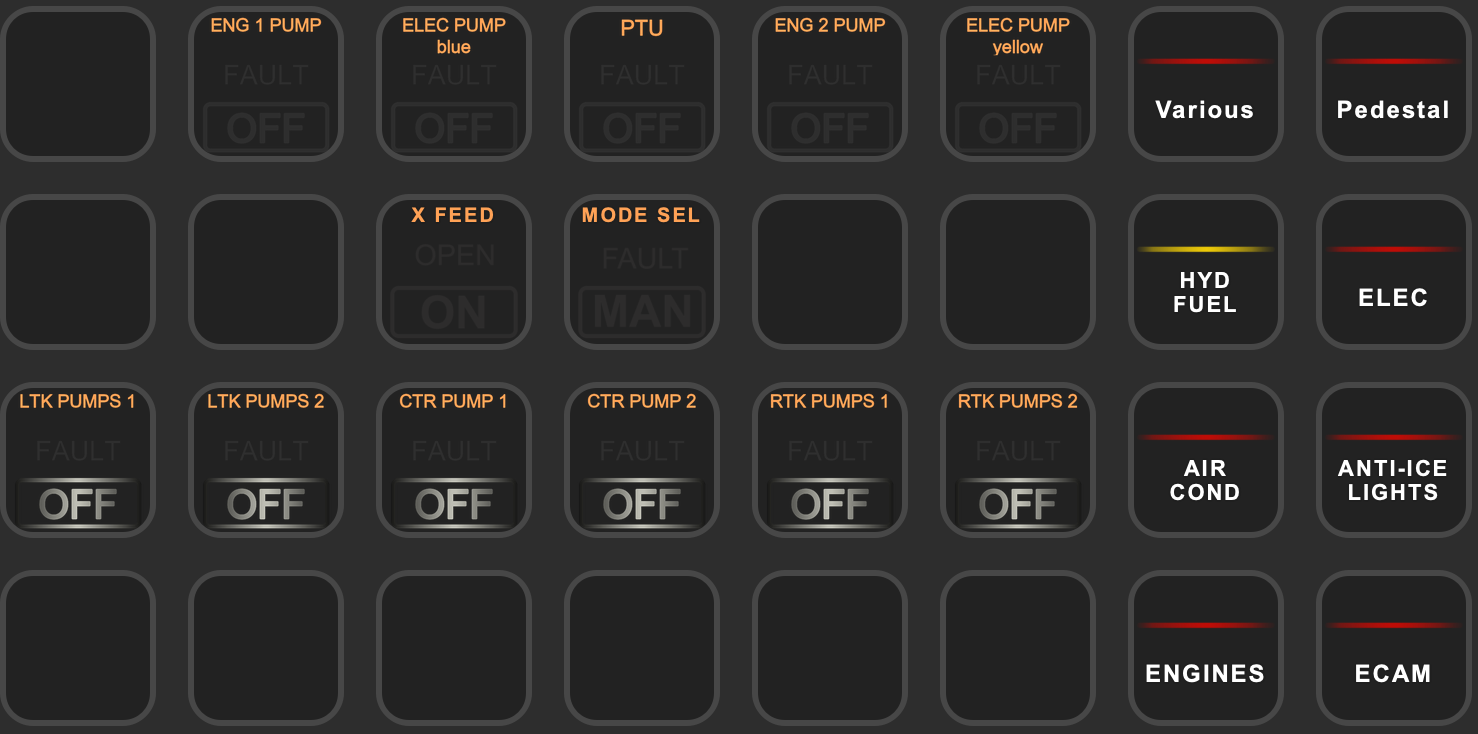 ENG 1 PUMP
FAULT
OFF
ELEC PUMP
blue
FAULT
OFF
PTU
FAULT
OFF
ENG 2 PUMP
FAULT
OFF
ELEC PUMP
yellow
FAULT
OFF
Various
Pedestal
X FEED
OPEN
ON
MODE SEL
FAULT
MAN
HYD
FUEL
ELEC
LTK PUMPS 1
FAULT
OFF
LTK PUMPS 2
FAULT
OFF
CTR PUMP 1
FAULT
OFF
CTR PUMP 2
FAULT
OFF
RTK PUMPS 1
FAULT
OFF
RTK PUMPS 2
FAULT
OFF
AIR
COND
ANTI-ICE
LIGHTS
ENGINES
ECAM